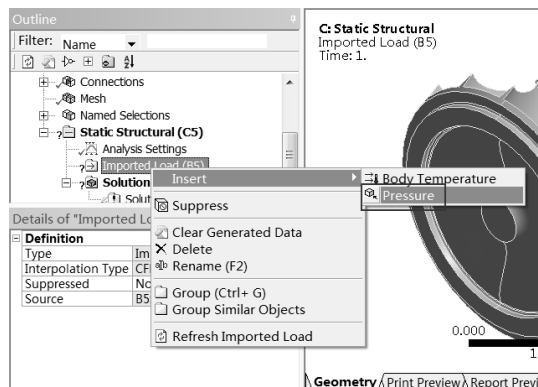 Outline
Filter: Name
Connections
Mesh
Named Selections
Static Structural (C5)
Analysis Settings
Imported Load (B5)
Solution
Solut
Details of "Imported Lo
Definition
Type Im
Interpolation Type CF
Suppressed No
Source B5
Insert
Suppress
Clear Generated Data
Delete
Rename (F2)
Group (Ctrl+ G)
Group Similar Objects
Refresh Imported Load
Body Temperature
Pressure
C: Static Structural
Imported Load (B5)
Time: 1.
0.000
1
Geometry Print Preview Report Previ